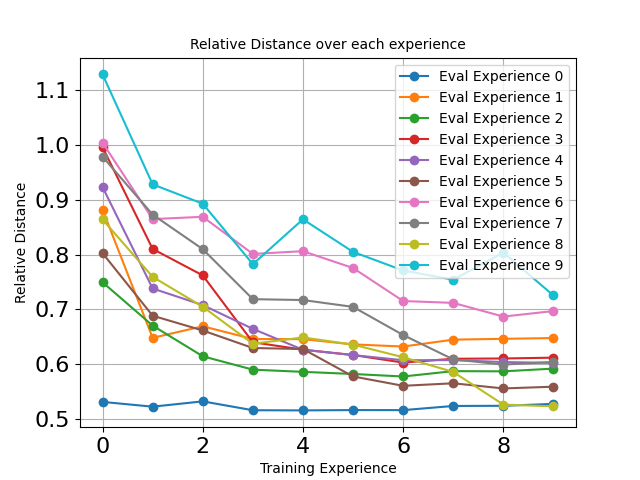 Relative Distance over each experience
1.1
1.0
0.9
0.8
0.7
0.6
0.5
Relative Distance
Eval Experience 0
Eval Experience 1
Eval Experience 2
Eval Experience 3
Eval Experience 4
Eval Experience 5
Eval Experience 6
Eval Experience 7
Eval Experience 8
Eval Experience 9
0 2 4 6 8
Training Experience